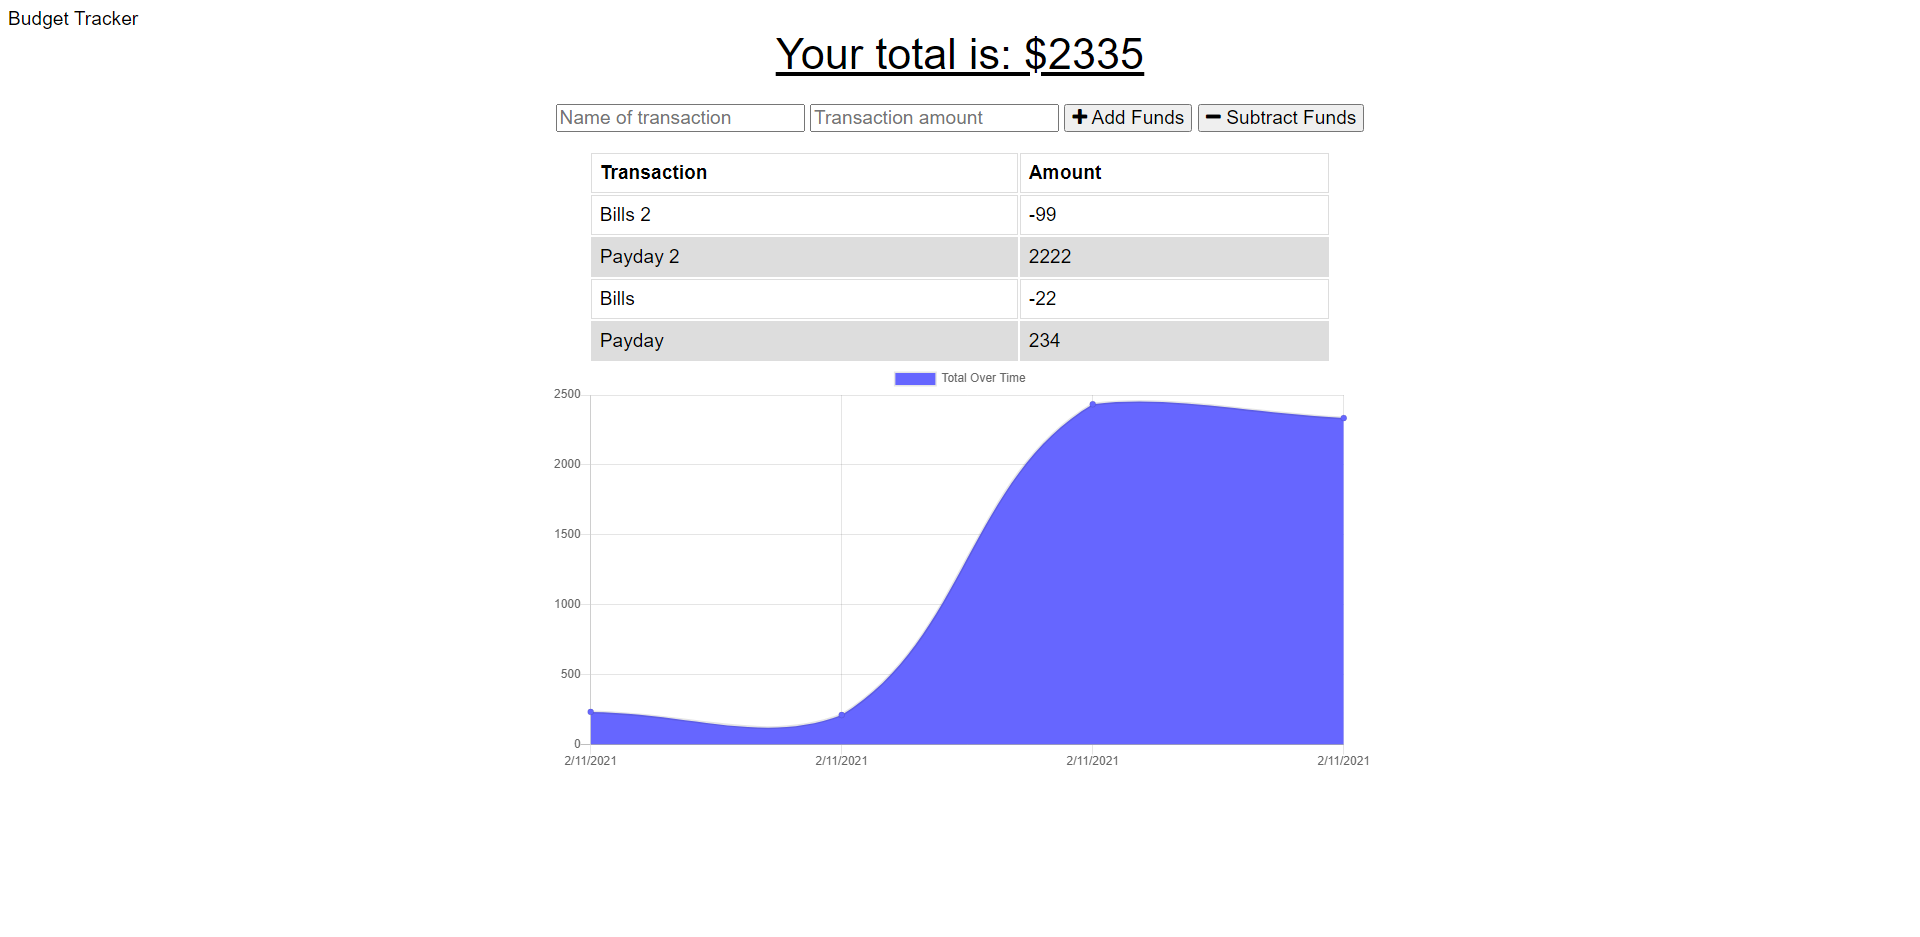 Budget Tracker
Your total is: $2335
Name of transaction Transaction amount Add Funds Subtract Funds
Transaction Amount
Bills 2 -99
Payday 2 2222
Bills -22
Payday 234
Total Over Time
2500
2000
1500
1000
500
0
2/11/2021 2/11/2021 2/11/2021 2/11/2021